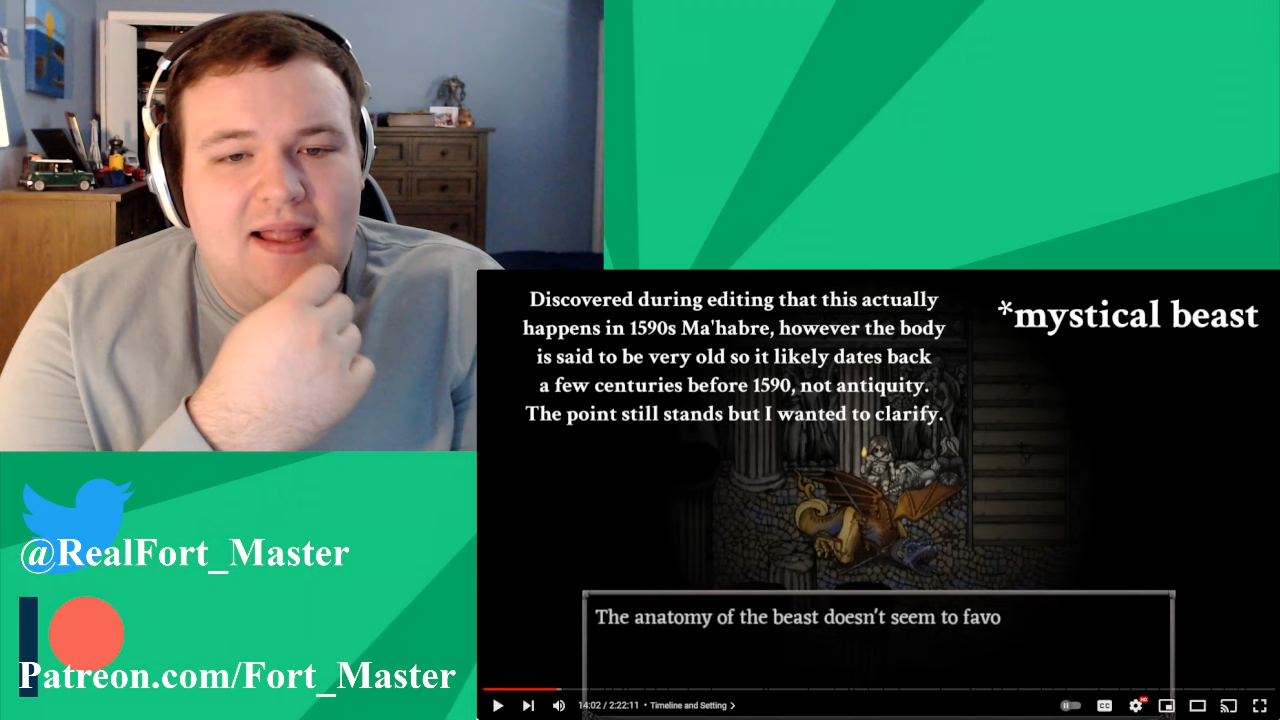 Discovered during editing that this actually
happens in 1590s Ma'habre, however the body
is said to be very old so it likely dates back
a few centuries before 1590, not antiquity.
The point still stands but I wanted to clarify.
*mystical beast
@RealFort_Master
Patreon.com/Fort_Master
The anatomy of the beast doesn't seem to favo
14:02 / 2:22:11 • Timeline and Setting
CC
HD